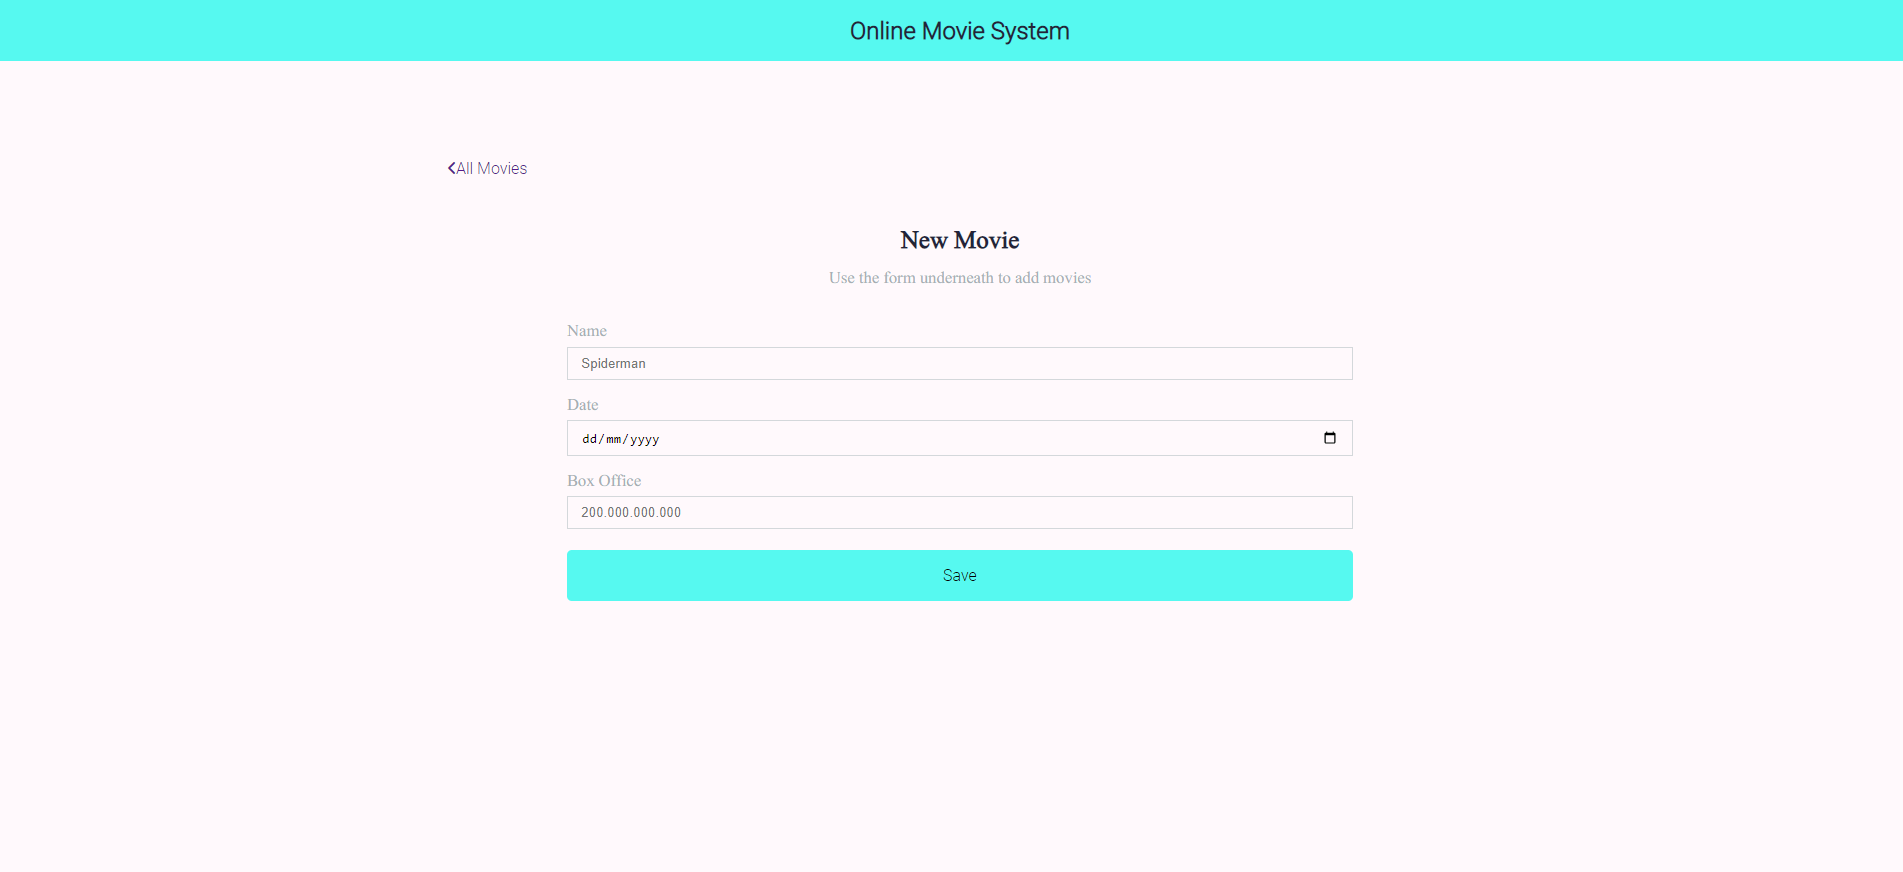 Online Movie System
All Movies
New Movie
Use the form underneath to add movies
Name
Spiderman
Date
dd/mm/yyyy
Box Office
200.000.000.000
Save